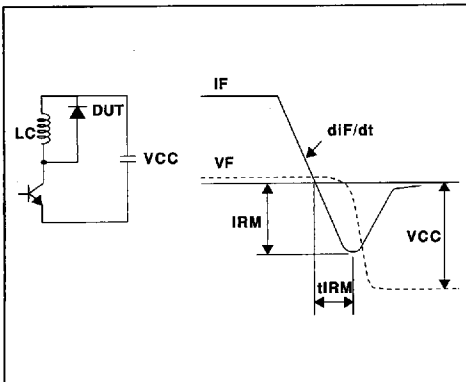 IF
DUT
diF/dt
LC
VCC
VF
IRM
VCC
tIRM